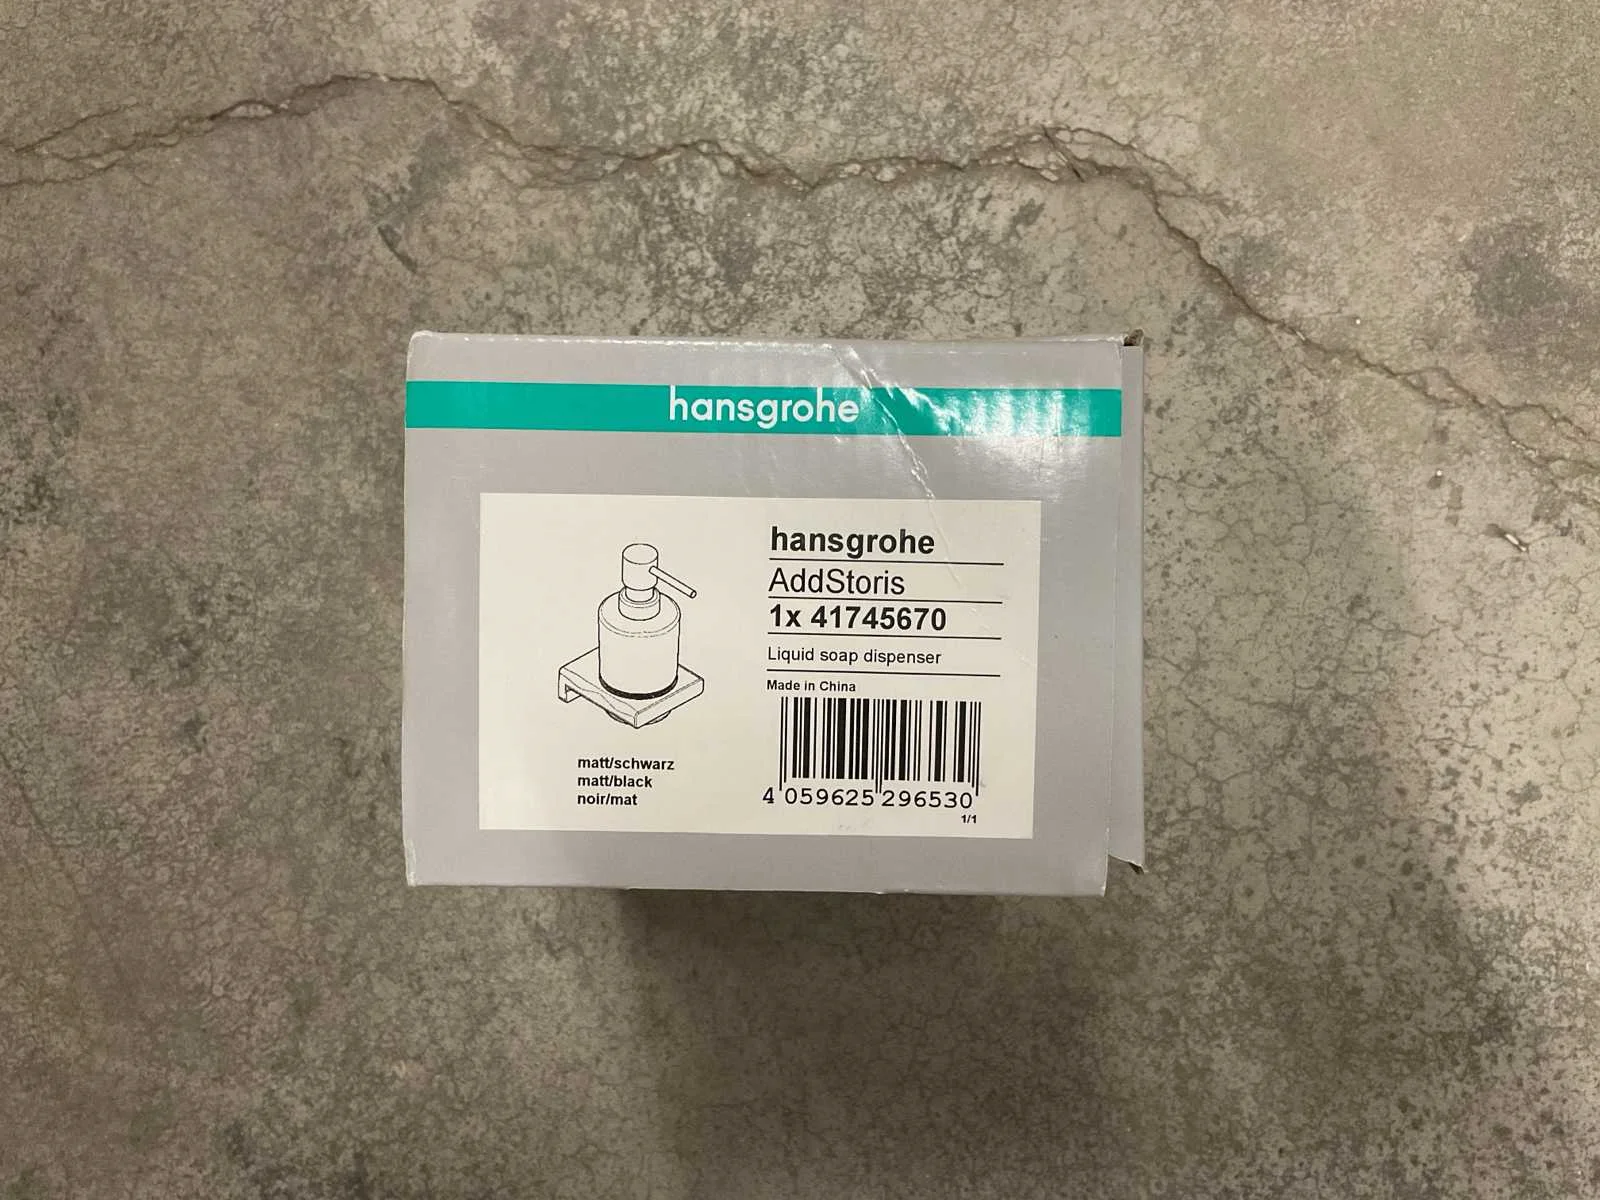 hansgrohe
hansgrohe
AddStoris
1x 41745670
Liquid soap dispenser
Made in China
matt/schwarz
matt/black
noir/mat
4 059625 296530
1/1